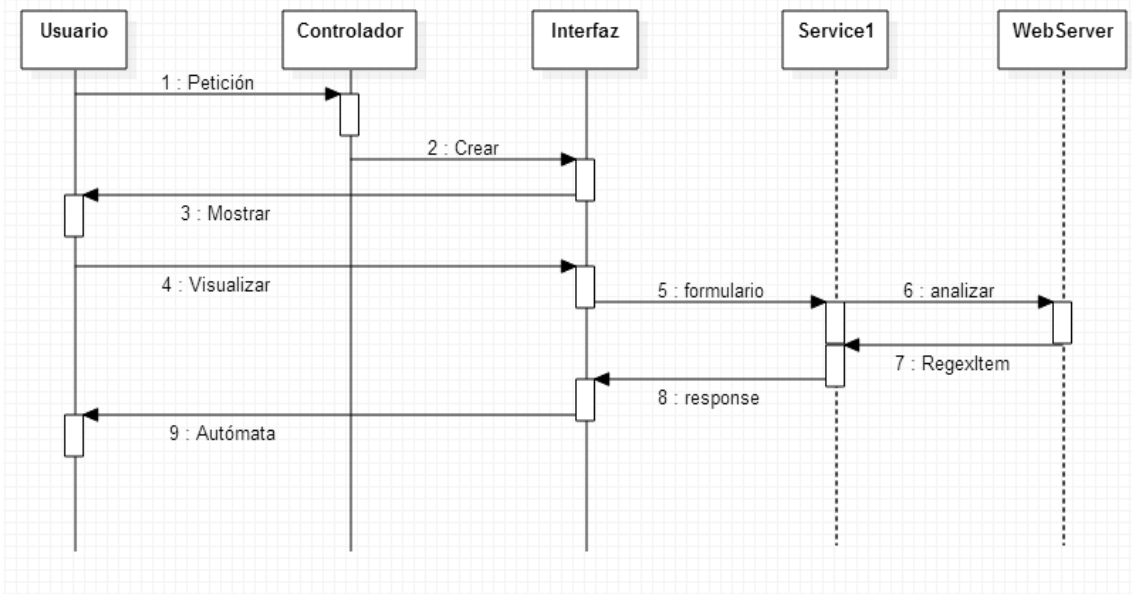 Usuario
Controlador
Interfaz
Service1
WebServer
1 : Petición
2 : Crear
3 : Mostrar
4 : Visualizar
5 : formulario
6 : analizar
7 : RegexItem
8 : response
9 : Autómata